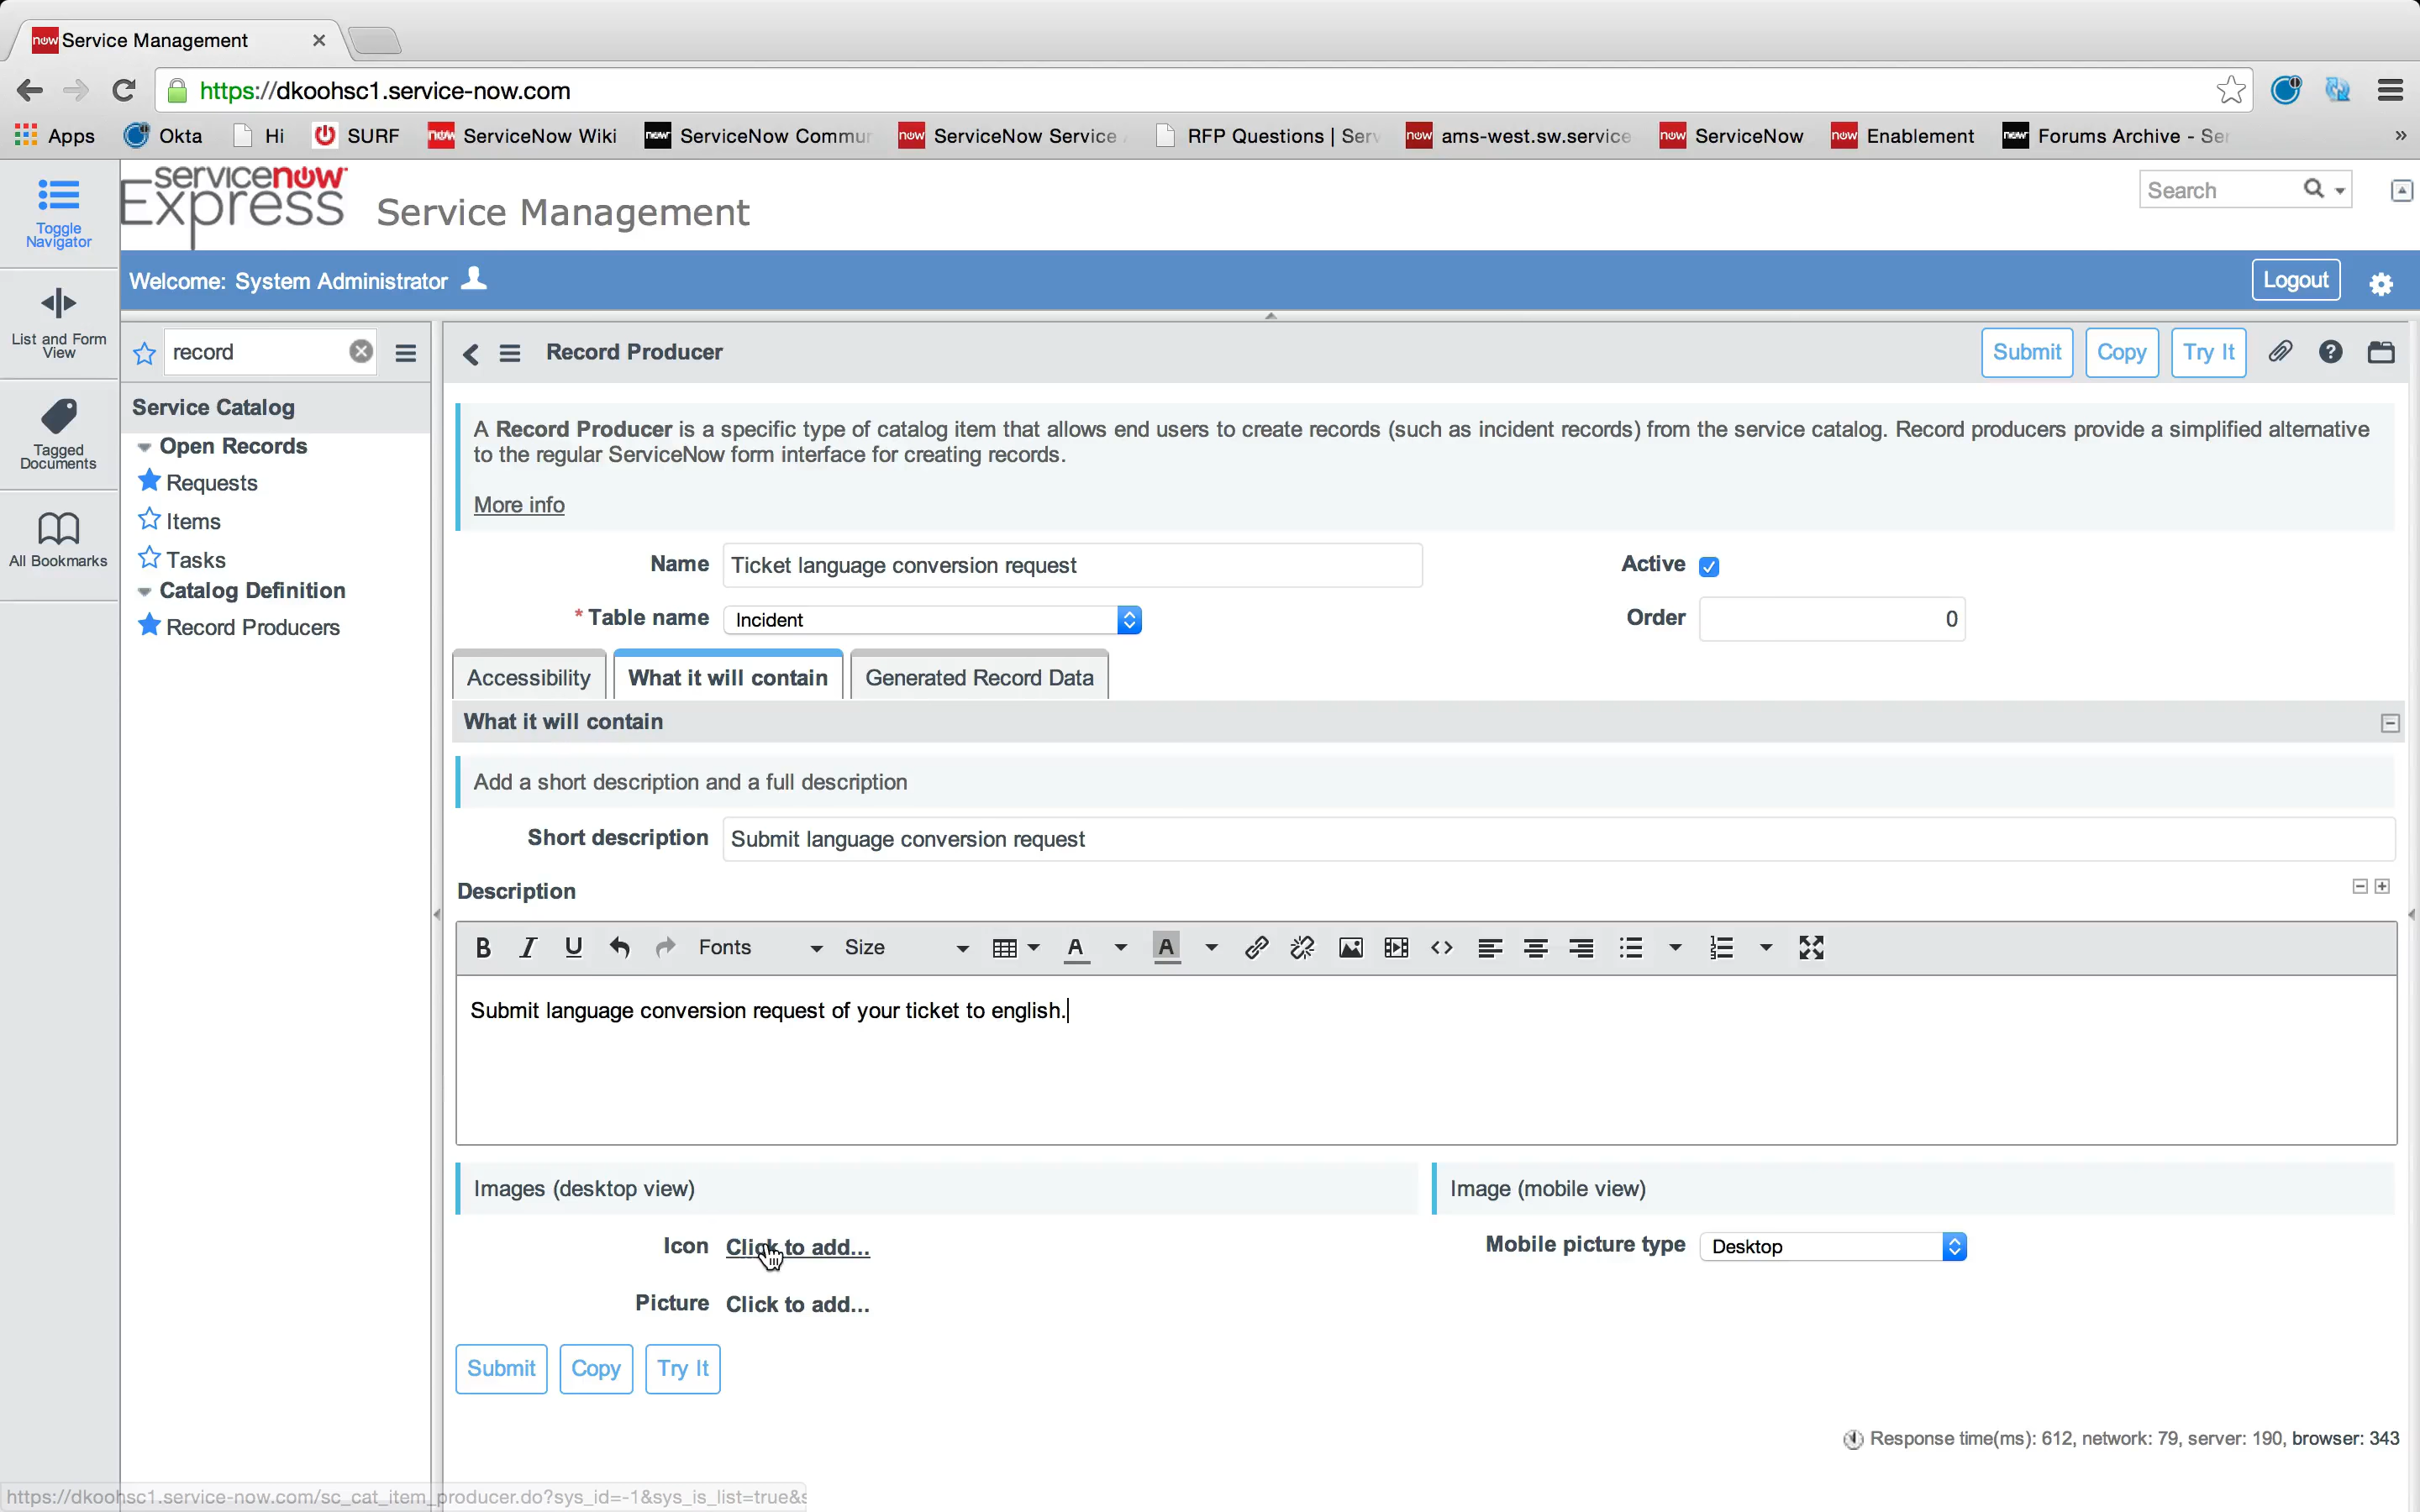 now Service Management
https://dkoohsc1.service-now.com
Apps Okta Hi SURF now ServiceNow Wiki now ServiceNow Commun now ServiceNow Service RFP Questions | Serv now ams-west.sw.service now ServiceNow now Enablement now Forums Archive - Ser »
servicenow
Express Service Management
Search
Toggle
Navigator
Welcome: System Administrator
Logout
List and Form
View
record
Record Producer
Submit Copy Try It
Tagged
Documents
All Bookmarks
Service Catalog
Open Records
Requests
Items
Tasks
Catalog Definition
Record Producers
A Record Producer is a specific type of catalog item that allows end users to create records (such as incident records) from the service catalog. Record producers provide a simplified alternative
to the regular ServiceNow form interface for creating records.
More info
Name Ticket language conversion request
Active
* Table name Incident
Order 0
Accessibility What it will contain Generated Record Data
What it will contain
Add a short description and a full description
Short description Submit language conversion request
Description
B I U Fonts Size A A
Submit language conversion request of your ticket to english.
Images (desktop view)
Image (mobile view)
Icon Click to add...
Mobile picture type Desktop
Picture Click to add...
Submit Copy Try It
Response time(ms): 612, network: 79, server: 190, browser: 343
https://dkoohsc1.service-now.com/sc_cat_item_producer.do?sys_id=-1&sys_is_list=true&s